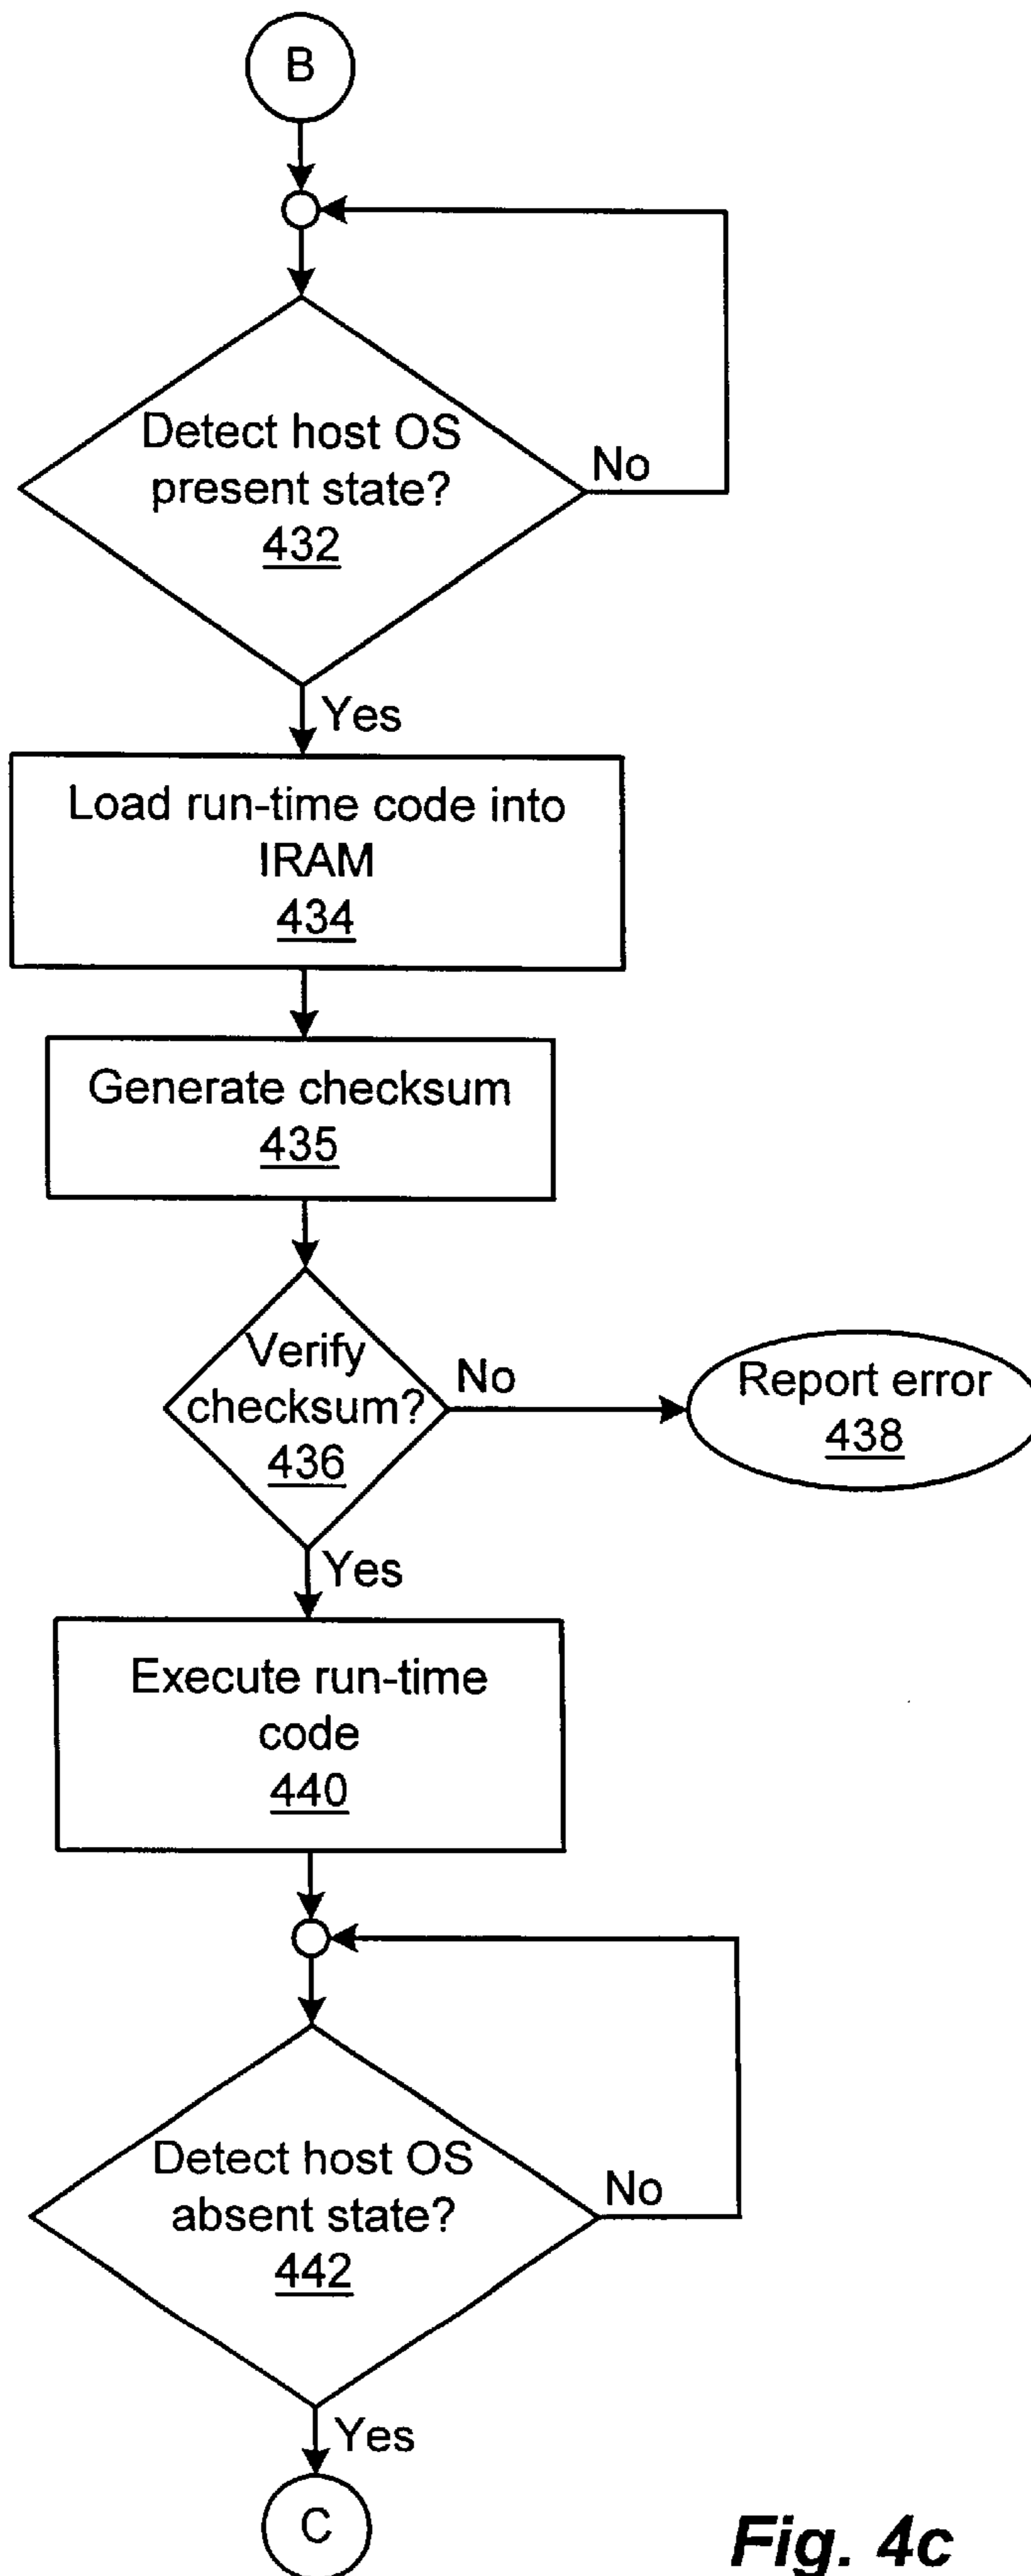 B
Detect host OS
present state?
432
No
Yes
Load run-time code into
IRAM
434
Generate checksum
435
Verify
checksum?
436
No
Report error
438
Yes
Execute run-time
code
440
Detect host OS
absent state?
442
No
Yes
C
Fig. 4c